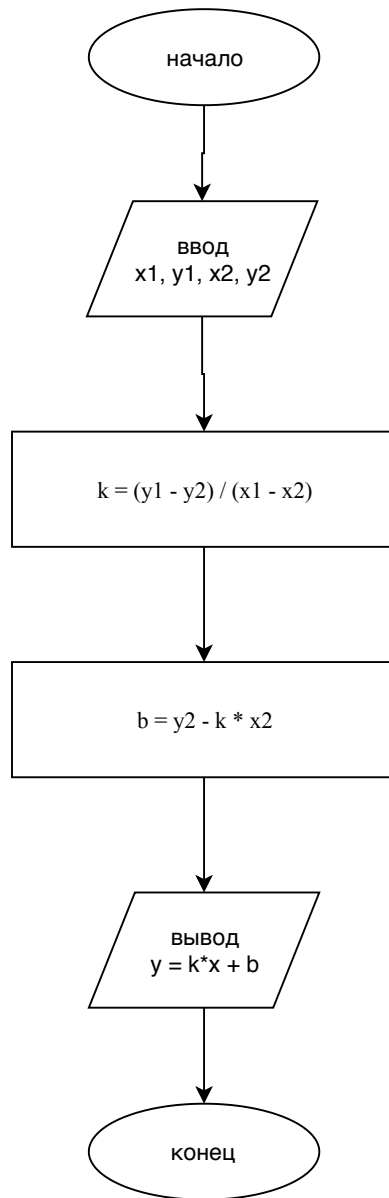 начало
ввод
x1, y1, x2, y2
k = (y1 - y2) / (x1 - x2)
b = y2 - k * x2
вывод
y = k*x + b
конец